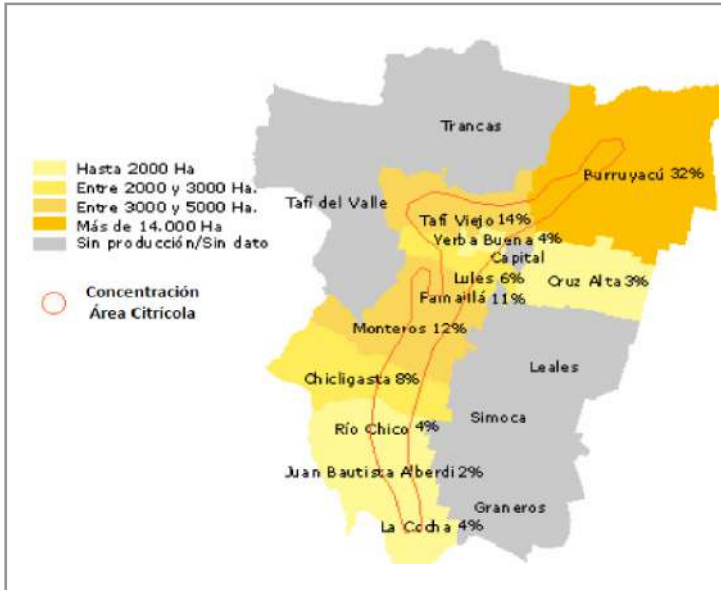 Trancas
Hasta 2000 Ha
Entre 2000 y 3000 Ha.
Entre 3000 y 5000 Ha.
Más de 14.000 Ha
Sin producción/Sin dato
Concentración
Área Citrícola
Burruyacú 32%
Tafí del Valle
Tafí Viejo 14%
Yerba Buena 4%
Capital
Lules 6%
Cruz Alta 3%
Famaillá 11%
Monteros 12%
Leales
Chicligasta 8%
Simoca
Río Chico 4%
Juan Bautista Alberdi 2%
Graneros
La Cocha 4%